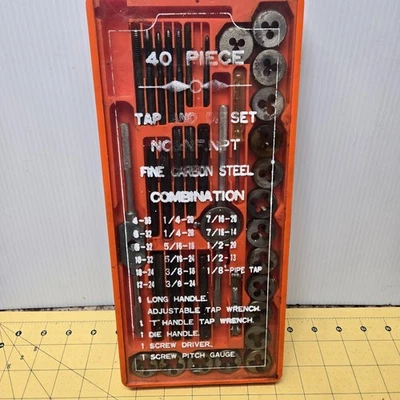 40 PIECE
TAP AND DIE SET
NC & NF.NPT
FINE CARBON STEEL
COMBINATION
4-36 1/4-20 7/16-20
6-32 1/4-28 7/16-14
8-32 5/16-18 1/2-20
10-32 5/16-24 1/2-13
10-24 3/8-16 1/8-PIPE TAP
12-24 3/8-24
1 LONG HANDLE.
ADJUSTABLE TAP WRENCH.
1 "T" HANDLE TAP WRENCH.
1 DIE HANDLE.
1 SCREW DRIVER.
1 SCREW PITCH GAUGE